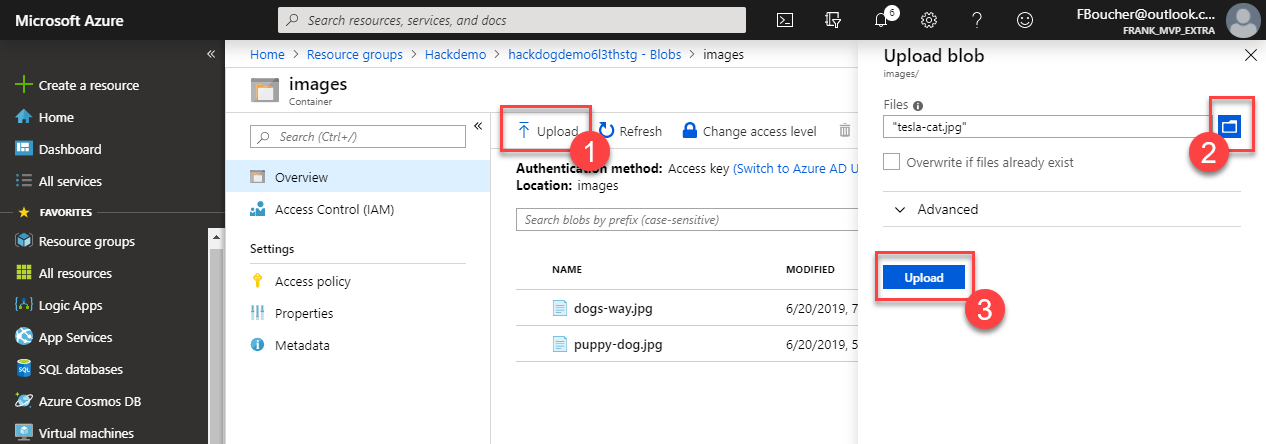 Microsoft Azure
Search resources, services, and docs
6
FBoucher@outlook.c...
FRANK_MVP_EXTRA
Create a resource
Home
Dashboard
All services
FAVORITES
Resource groups
All resources
Logic Apps
App Services
SQL databases
Azure Cosmos DB
Virtual machines
Home > Resource groups > Hackdemo > hackdogdemo6l3thstg - Blobs > images
images
Container
Search (Ctrl+/)
Overview
Access Control (IAM)
Settings
Access policy
Properties
Metadata
Upload Refresh Change access level
1
Authentication method: Access key (Switch to Azure AD U
Location: images
Search blobs by prefix (case-sensitive)
NAME MODIFIED
dogs-way.jpg 6/20/2019, 7
puppy-dog.jpg 6/20/2019, 5
Upload blob
images/
Files
"tesla-cat.jpg"
2
Overwrite if files already exist
Advanced
Upload
3